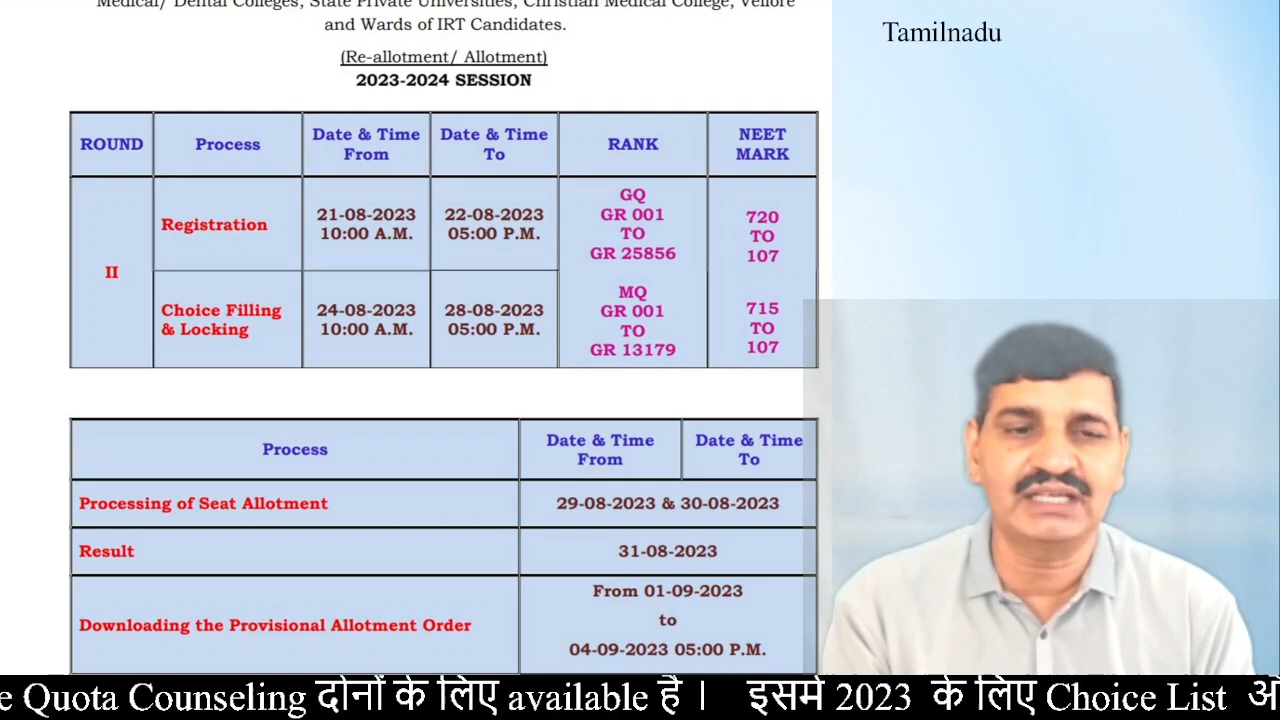 Medical/ Dental Colleges, State Private Universities, Christian Medical College, Vellore
and Wards of IRT Candidates.
(Re-allotment/ Allotment)
2023-2024 SESSION
Tamilnadu
ROUND Process Date & Time From Date & Time To RANK NEET MARK
II
Registration 21-08-2023 10:00 A.M. 22-08-2023 05:00 P.M.
GQ
GR 001
TO
GR 25856
720
TO
107
Choice Filling & Locking 24-08-2023 10:00 A.M. 28-08-2023 05:00 P.M.
MQ
GR 001
TO
GR 13179
715
TO
107
Process Date & Time From Date & Time To
Processing of Seat Allotment 29-08-2023 & 30-08-2023
Result 31-08-2023
Downloading the Provisional Allotment Order
From 01-09-2023
to
04-09-2023 05:00 P.M.
Quota Counseling दोनों के लिए available है । इसमें 2023 के लिए Choice List